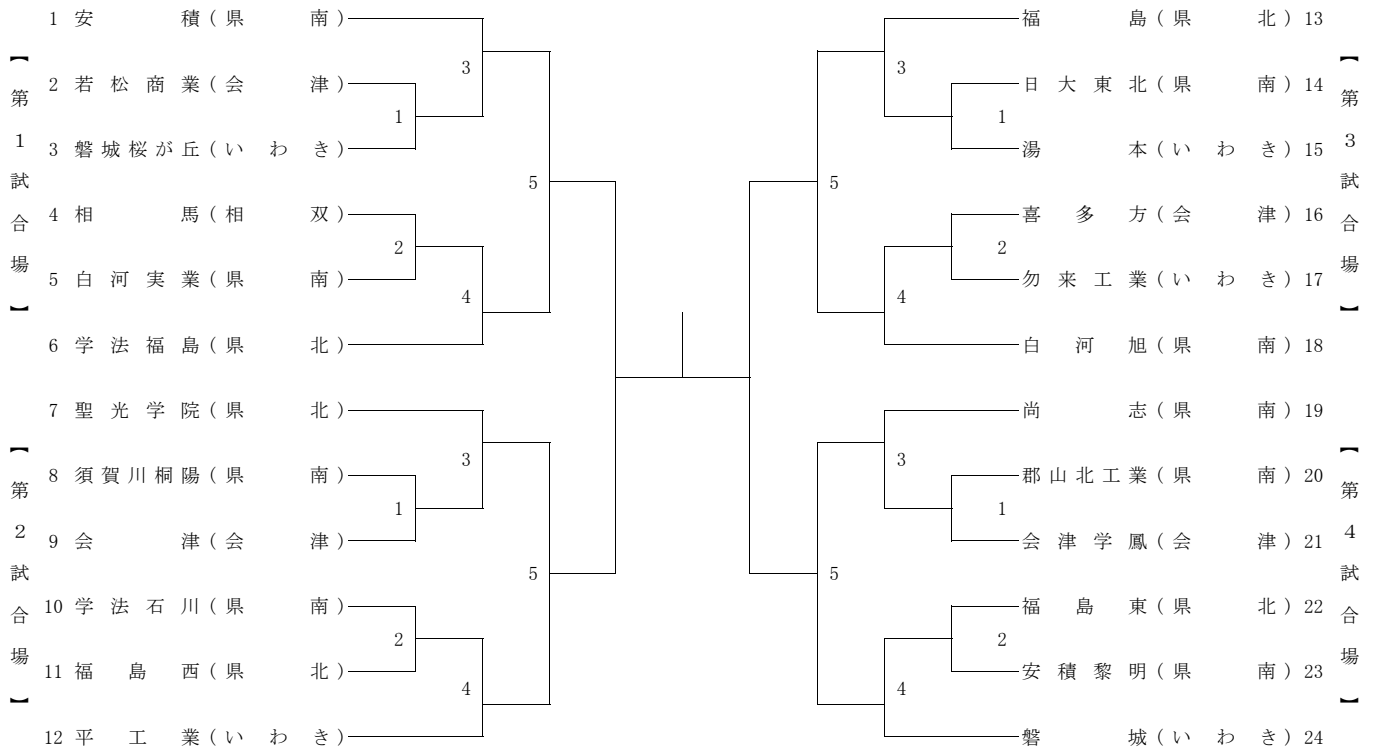 【第1試合場】
1 安積(県南)
3
2 若松商業(会津)
1
3 磐城桜が丘(いわき)
5
4 相馬(相双)
2
5 白河実業(県南)
4
6 学法福島(県北)
【第2試合場】
7 聖光学院(県北)
3
8 須賀川桐陽(県南)
1
9 会津(会津)
5
10 学法石川(県南)
2
11 福島西(県北)
4
12 平工業(いわき)
【第3試合場】
福島(県北) 13
3
日大東北(県南) 14
1
湯本(いわき) 15
5
喜多方(会津) 16
2
勿来工業(いわき) 17
4
白河旭(県南) 18
【第4試合場】
尚志(県南) 19
3
郡山北工業(県南) 20
1
会津学鳳(会津) 21
5
福島東(県北) 22
2
安積黎明(県南) 23
4
磐城(いわき) 24